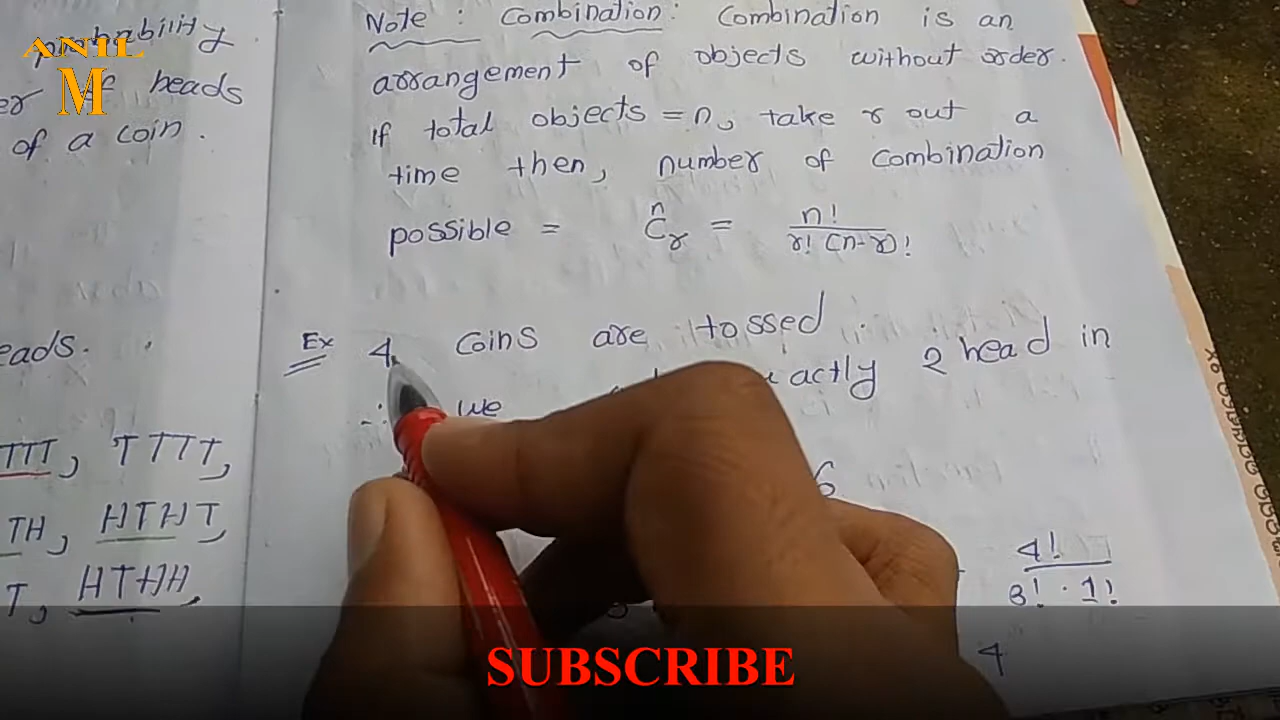 ANIL
M
probability
of heads
of a coin.
eads.
TTT, TTTT,
TH, HTHT,
T, HTHH,
Note : Combination : Combination is an
arrangement of objects without order.
If total objects = n, take r out a
time then, number of combination
possible = nCr = n! / r! (n-r)!
Ex 4 coins are tossed.
∴ we actly 2 head in
6
4! / 3! · 1!
4
SUBSCRIBE